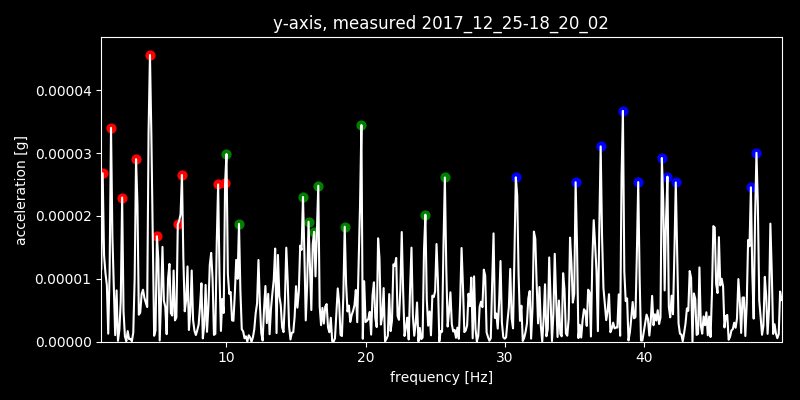 y-axis, measured 2017_12_25-18_20_02
acceleration [g]
0.00004
0.00003
0.00002
0.00001
0.00000
10 20 30 40
frequency [Hz]